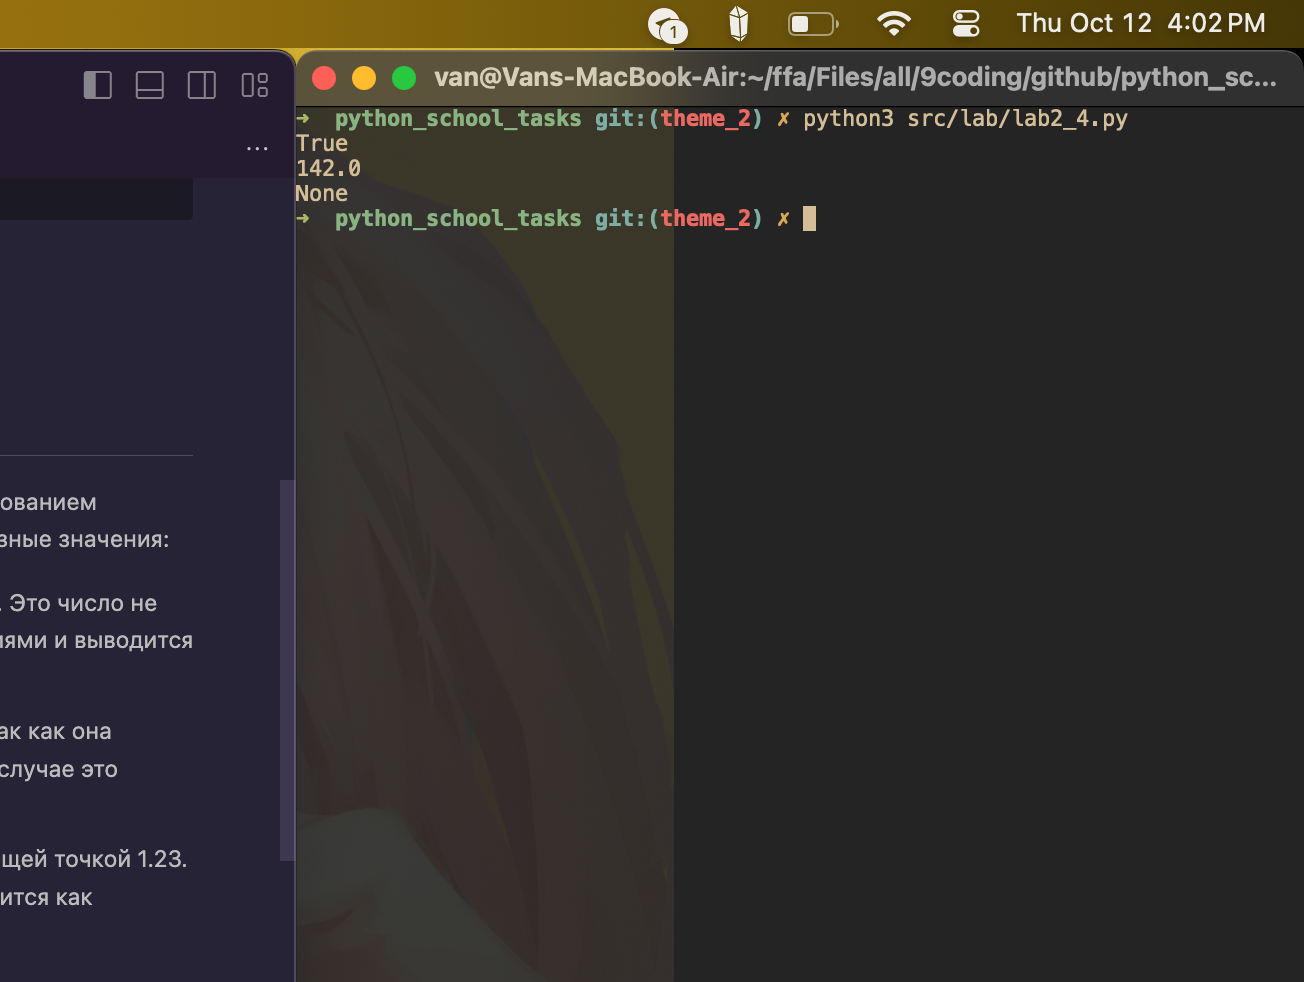 1
Thu Oct 12 4:02 PM
van@Vans-MacBook-Air:~/ffa/Files/all/9coding/github/python_sc...
➜ python_school_tasks git:(theme_2) ✗ python3 src/lab/lab2_4.py
...
True
142.0
None
➜ python_school_tasks git:(theme_2) ✗
ованием
зные значения:
. Это число не
иями и выводится
ак как она
случае это
щей точкой 1.23.
ится как